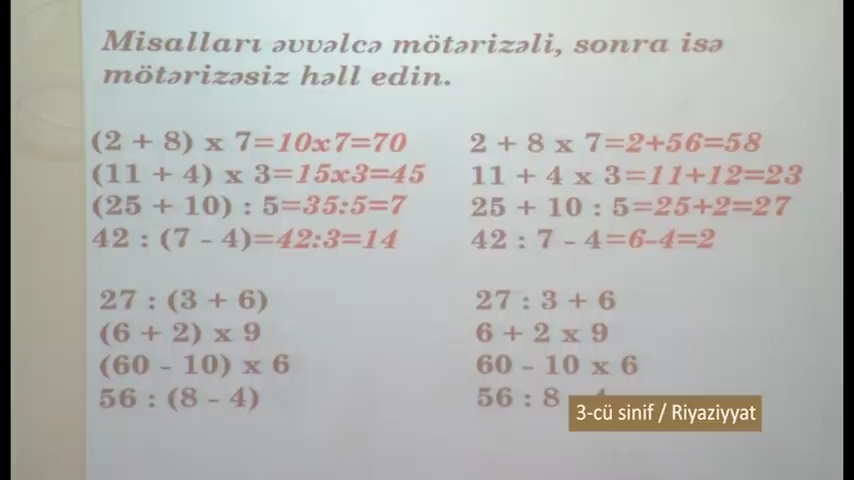 Misalları əvvəlcə mötərizəli, sonra isə
mötərizəsiz həll edin.
(2 + 8) x 7=10x7=70
(11 + 4) x 3=15x3=45
(25 + 10) : 5=35:5=7
42 : (7 - 4)=42:3=14
2 + 8 x 7=2+56=58
11 + 4 x 3=11+12=23
25 + 10 : 5=25+2=27
42 : 7 - 4=6-4=2
27 : (3 + 6)
(6 + 2) x 9
(60 - 10) x 6
56 : (8 - 4)
27 : 3 + 6
6 + 2 x 9
60 - 10 x 6
56 : 8
3-cü sinif / Riyaziyyat